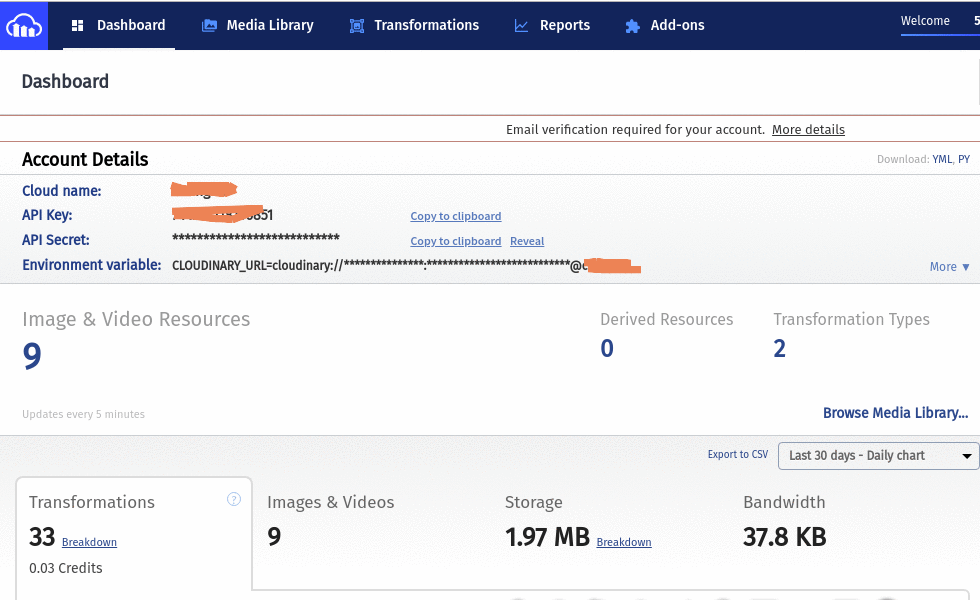 Dashboard Media Library Transformations Reports Add-ons Welcome 5
Dashboard
Email verification required for your account. More details
Account Details Download: YML, PY
Cloud name:
API Key: Copy to clipboard
API Secret: *************************** Copy to clipboard Reveal
Environment variable: CLOUDINARY_URL=cloudinary://***************:***************************@c More ▼
Image & Video Resources Derived Resources Transformation Types
9 0 2
Updates every 5 minutes Browse Media Library...
Export to CSV Last 30 days - Daily chart
Transformations ? Images & Videos Storage Bandwidth
33 Breakdown 9 1.97 MB Breakdown 37.8 KB
0.03 Credits